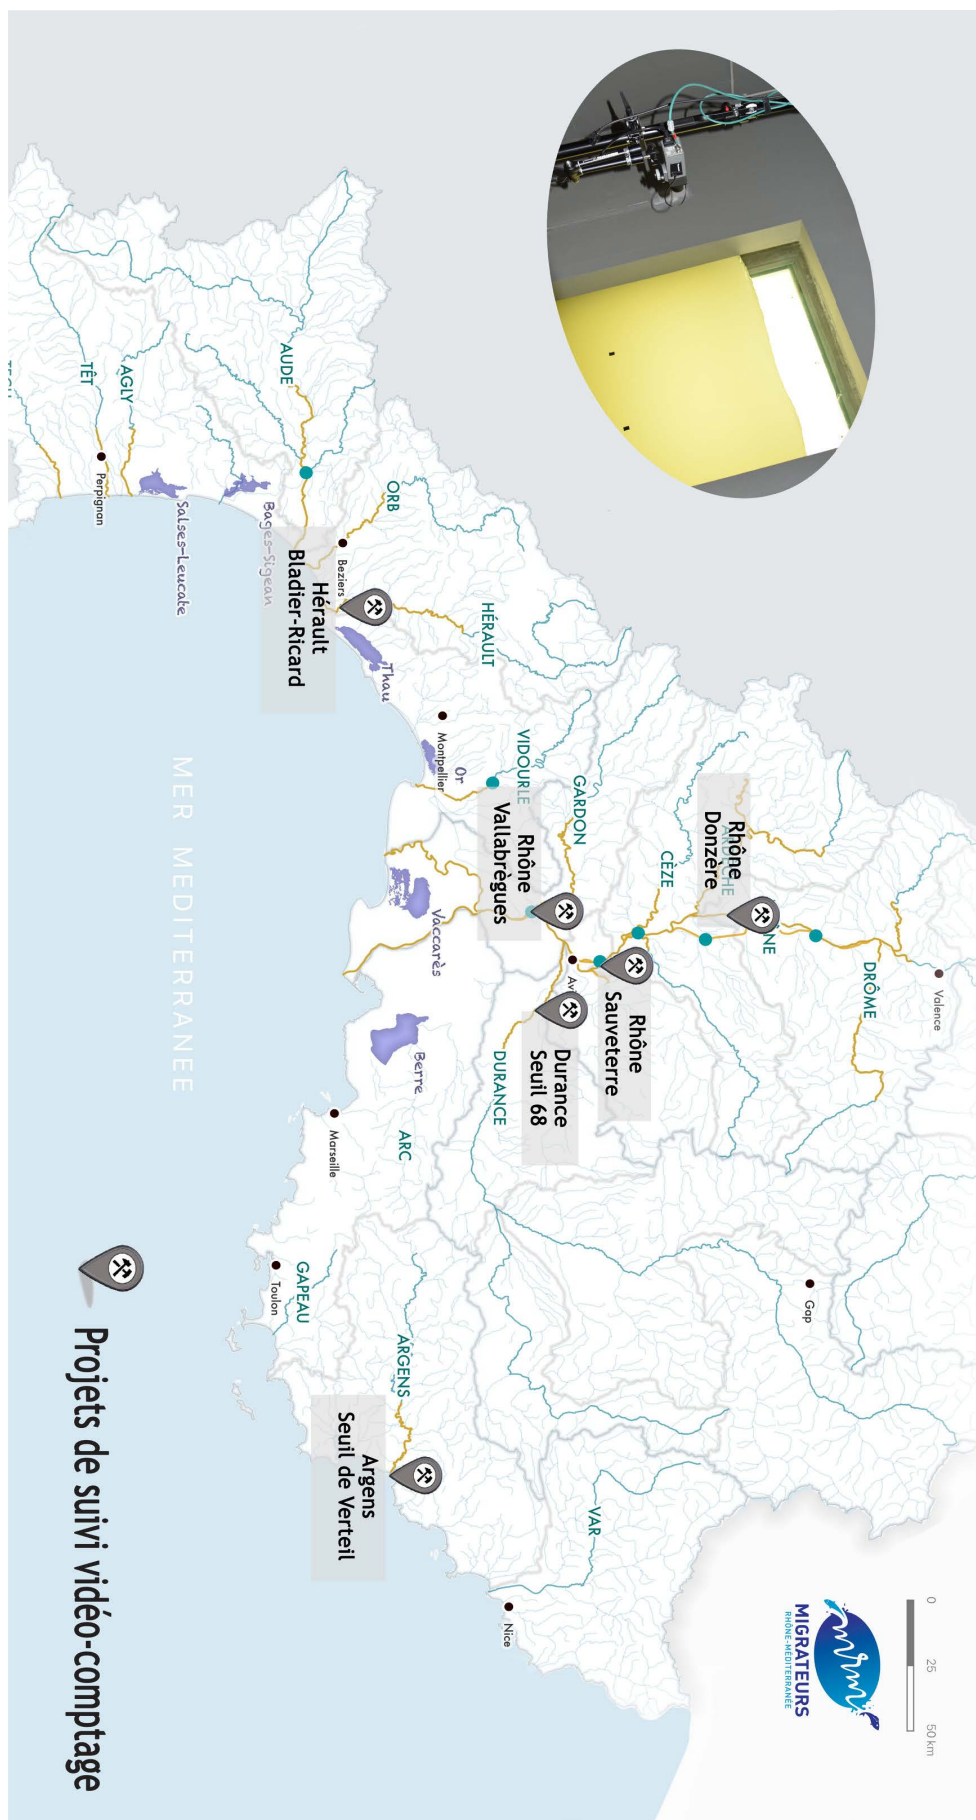 0 25 50 km
MIGRATEURS
RHÔNE-MÉDITERRANÉE
Valence
DRÔME
Rhône
Donzère
Gap
CÈZE
Rhône
Sauveterre
GARDON
Durance
Seuil 68
VAR
VIDOURLE
Rhône
Vallabrègues
HÉRAULT
DURANCE
Nice
Or
Montpellier
Vaccarès
Berre
ARC
ARGENS
ORB
Thau
Beziers
Hérault
Bladier-Ricard
Marseille
Argens
Seuil de Verteil
AUDE
GAPEAU
Toulon
Bages-Sigean
Salses-Leucate
MER MEDITERRANEE
AGLY
TÊT
Perpignan
Projets de suivi vidéo-comptage